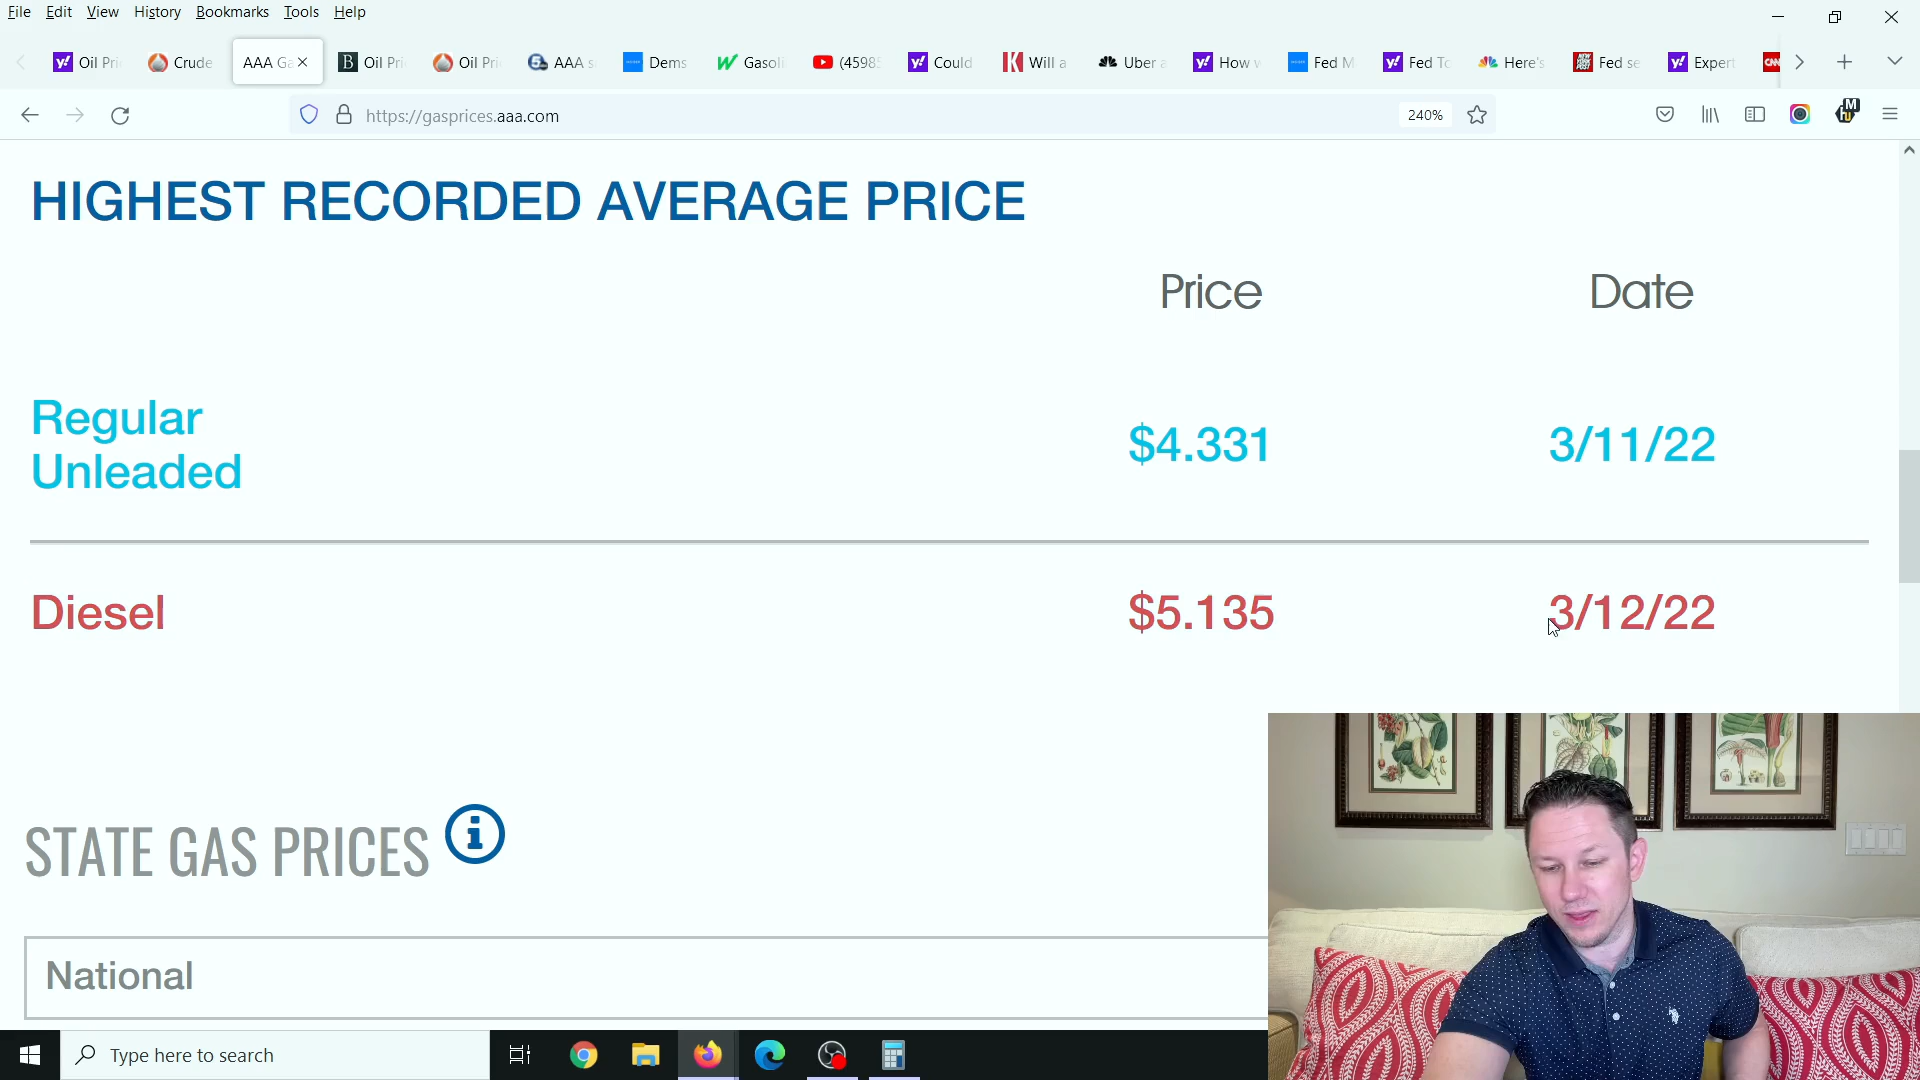 File Edit View History Bookmarks Tools Help
Oil Pri
Crude
AAA Ga
Oil Pri
Oil Pri
AAA s
Dems
Gasoli
(4598
Could
Will a
Uber a
How w
Fed M
Fed To
Here's
Fed se
Expert
CNN
https://gasprices.aaa.com
240%
HIGHEST RECORDED AVERAGE PRICE
Price Date
Regular
Unleaded
$4.331 3/11/22
Diesel $5.135 3/12/22
STATE GAS PRICES
National
Type here to search